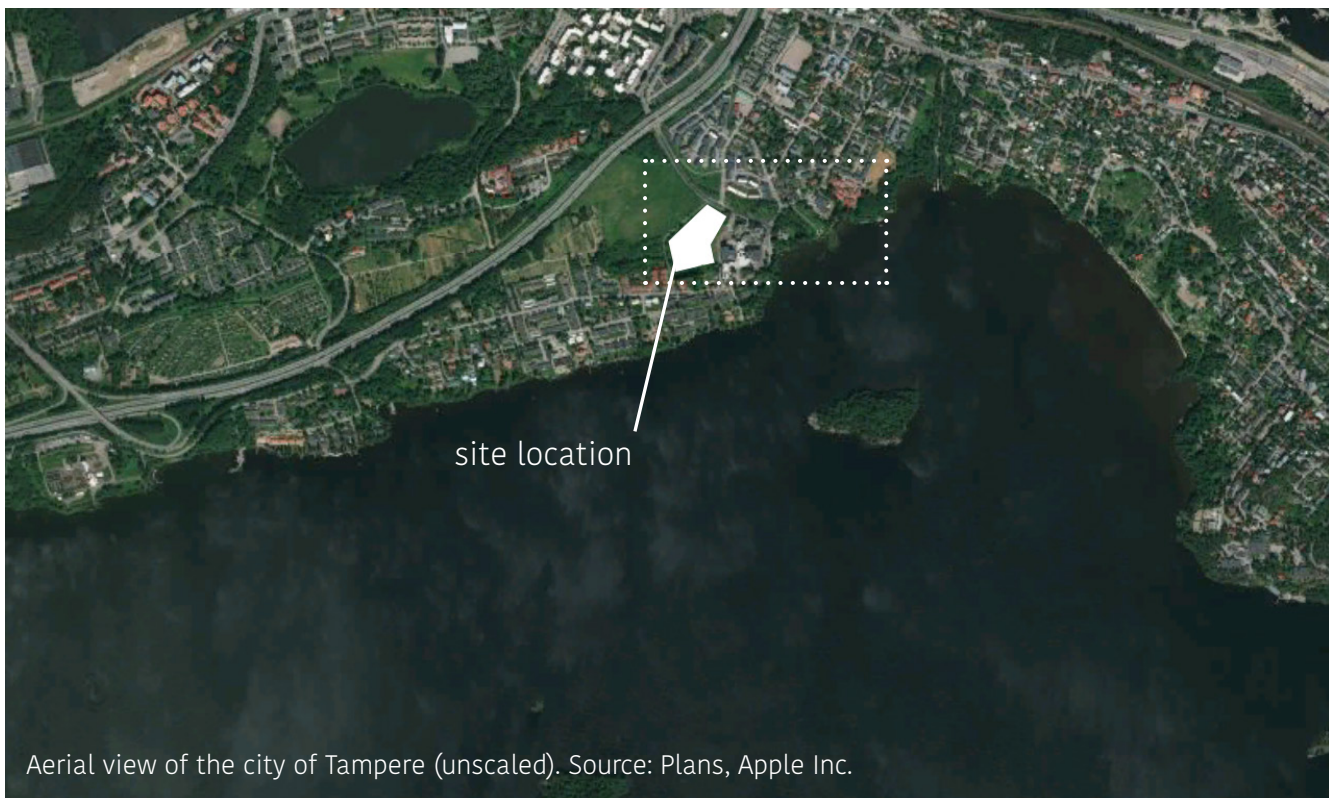 site location
Aerial view of the city of Tampere (unscaled). Source: Plans, Apple Inc.